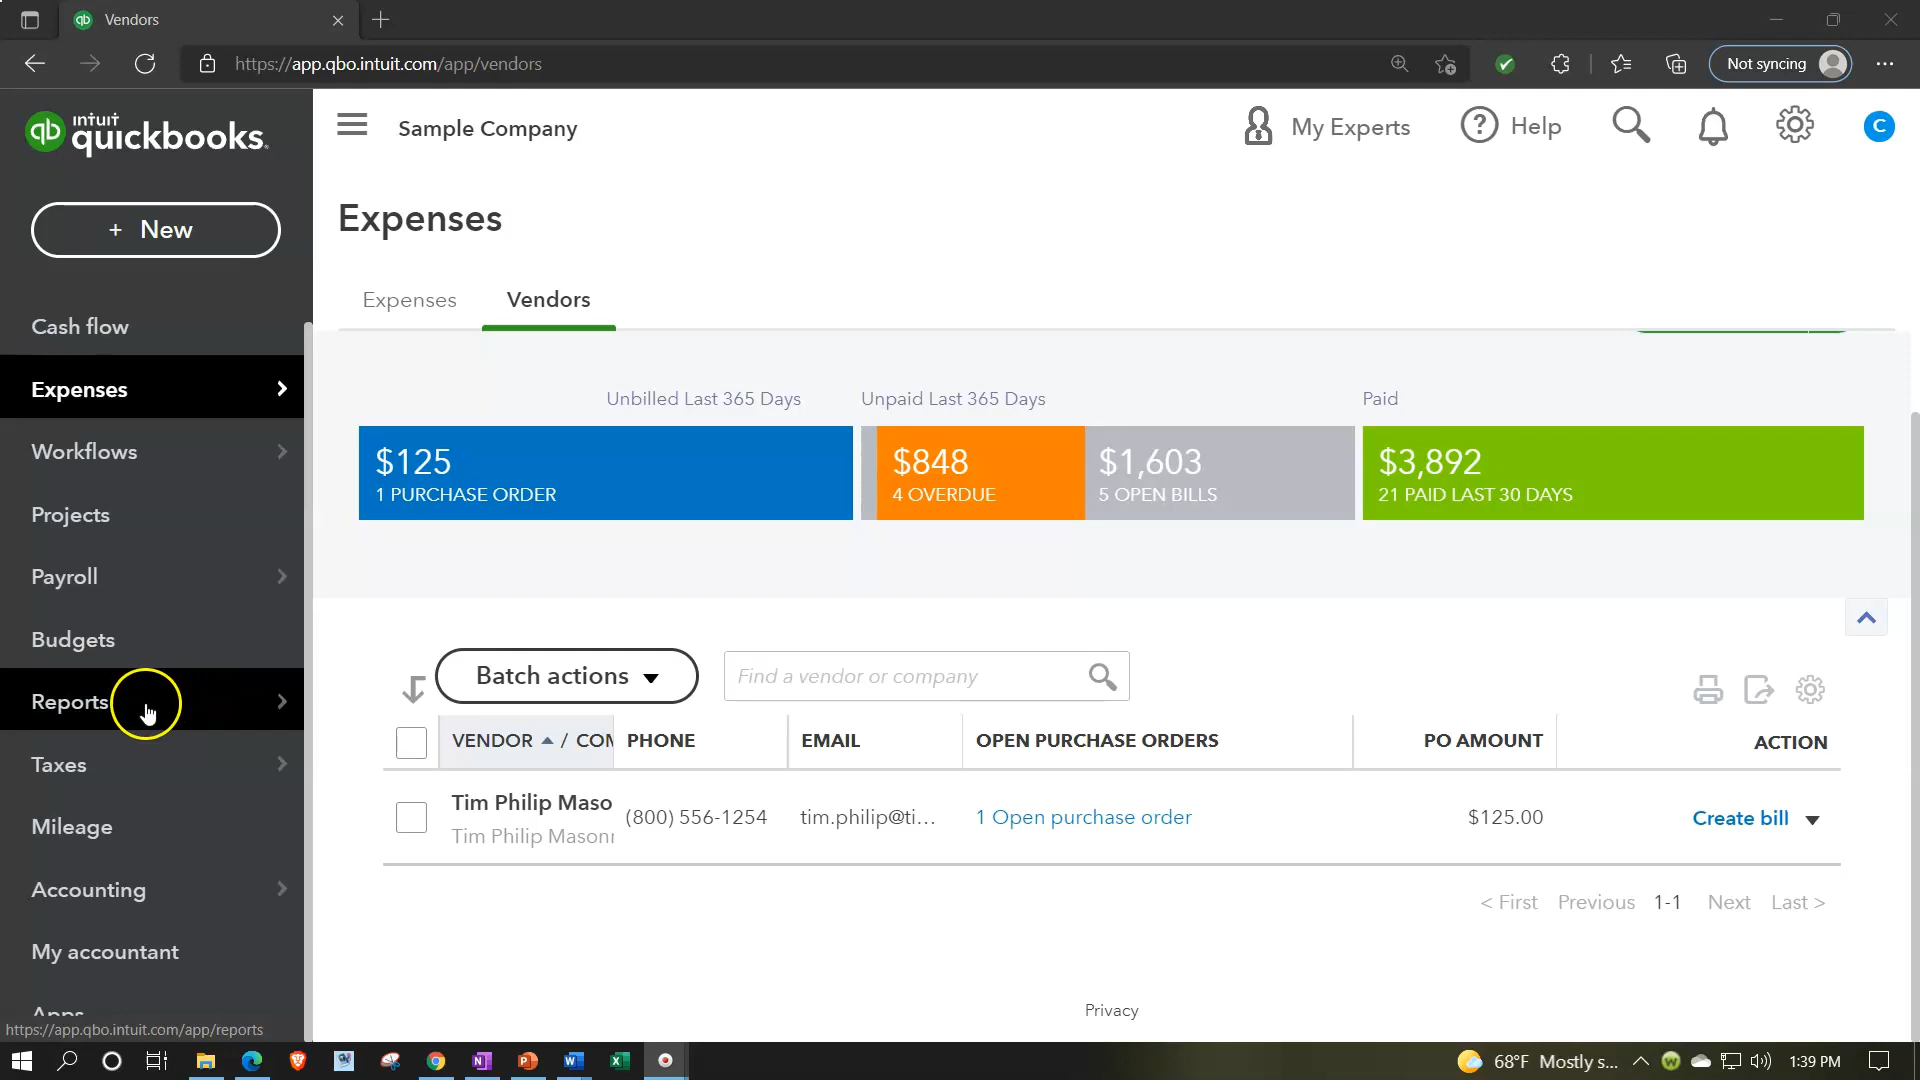 Vendors
https://app.qbo.intuit.com/app/vendors
Not syncing
intuit
quickbooks.
Sample Company
My Experts
Help
C
+ New
Expenses
Expenses
Vendors
Cash flow
Expenses
Workflows
Projects
Payroll
Budgets
Reports
Taxes
Mileage
Accounting
My accountant
Apps
https://app.qbo.intuit.com/app/reports
Unbilled Last 365 Days
Unpaid Last 365 Days
Paid
$125
1 PURCHASE ORDER
$848
4 OVERDUE
$1,603
5 OPEN BILLS
$3,892
21 PAID LAST 30 DAYS
Batch actions
Find a vendor or company
VENDOR / COM PHONE EMAIL OPEN PURCHASE ORDERS PO AMOUNT ACTION
Tim Philip Maso
Tim Philip Mason
(800) 556-1254 tim.philip@ti... 1 Open purchase order $125.00 Create bill
< First Previous 1-1 Next Last >
Privacy
68°F Mostly s... 1:39 PM